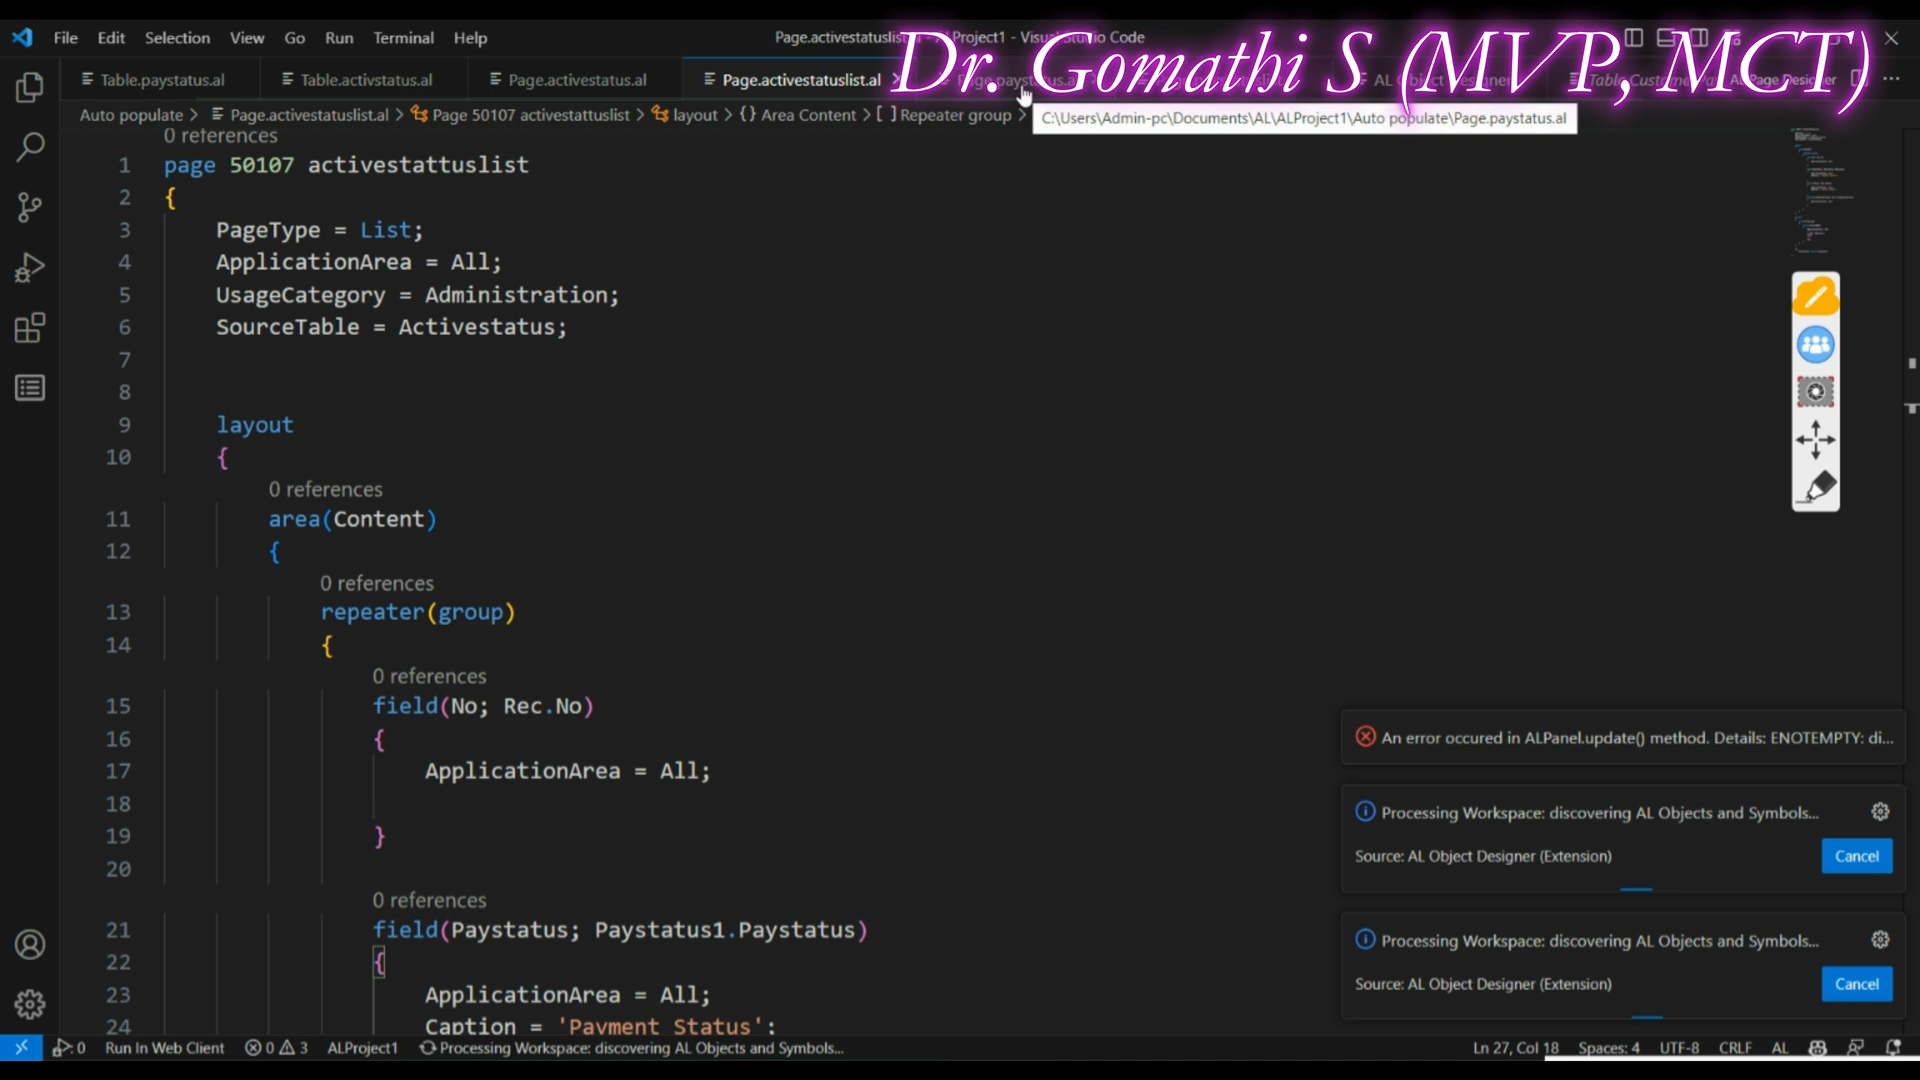 File Edit Selection View Go Run Terminal Help
Dr. Gomathi S (MVP, MCT)
Table.paystatus.al Table.activstatus.al Page.activestatus.al Page.activestatuslist.al
Auto populate > Page.activestatuslist.al > Page 50107 activestattuslist > layout > {} Area Content > [ ] Repeater group >
C:\Users\Admin-pc\Documents\AL\ALProject1\Auto populate\Page.paystatus.al
0 references
1 page 50107 activestattuslist
2 {
3 PageType = List;
4 ApplicationArea = All;
5 UsageCategory = Administration;
6 SourceTable = Activestatus;
7
8
9 layout
10 {
0 references
11 area(Content)
12 {
0 references
13 repeater(group)
14 {
0 references
15 field(No; Rec.No)
16 {
17 ApplicationArea = All;
18
19 }
20
0 references
21 field(Paystatus; Paystatus1.Paystatus)
22 {
23 ApplicationArea = All;
24 Caption = 'Payment Status';
An error occured in ALPanel.update() method. Details: ENOTEMPTY: di...
Processing Workspace: discovering AL Objects and Symbols...
Source: AL Object Designer (Extension) Cancel
Processing Workspace: discovering AL Objects and Symbols...
Source: AL Object Designer (Extension) Cancel
0 Run In Web Client 0 3 ALProject1 Processing Workspace: discovering AL Objects and Symbols... Ln 27, Col 18 Spaces: 4 UTF-8 CRLF AL